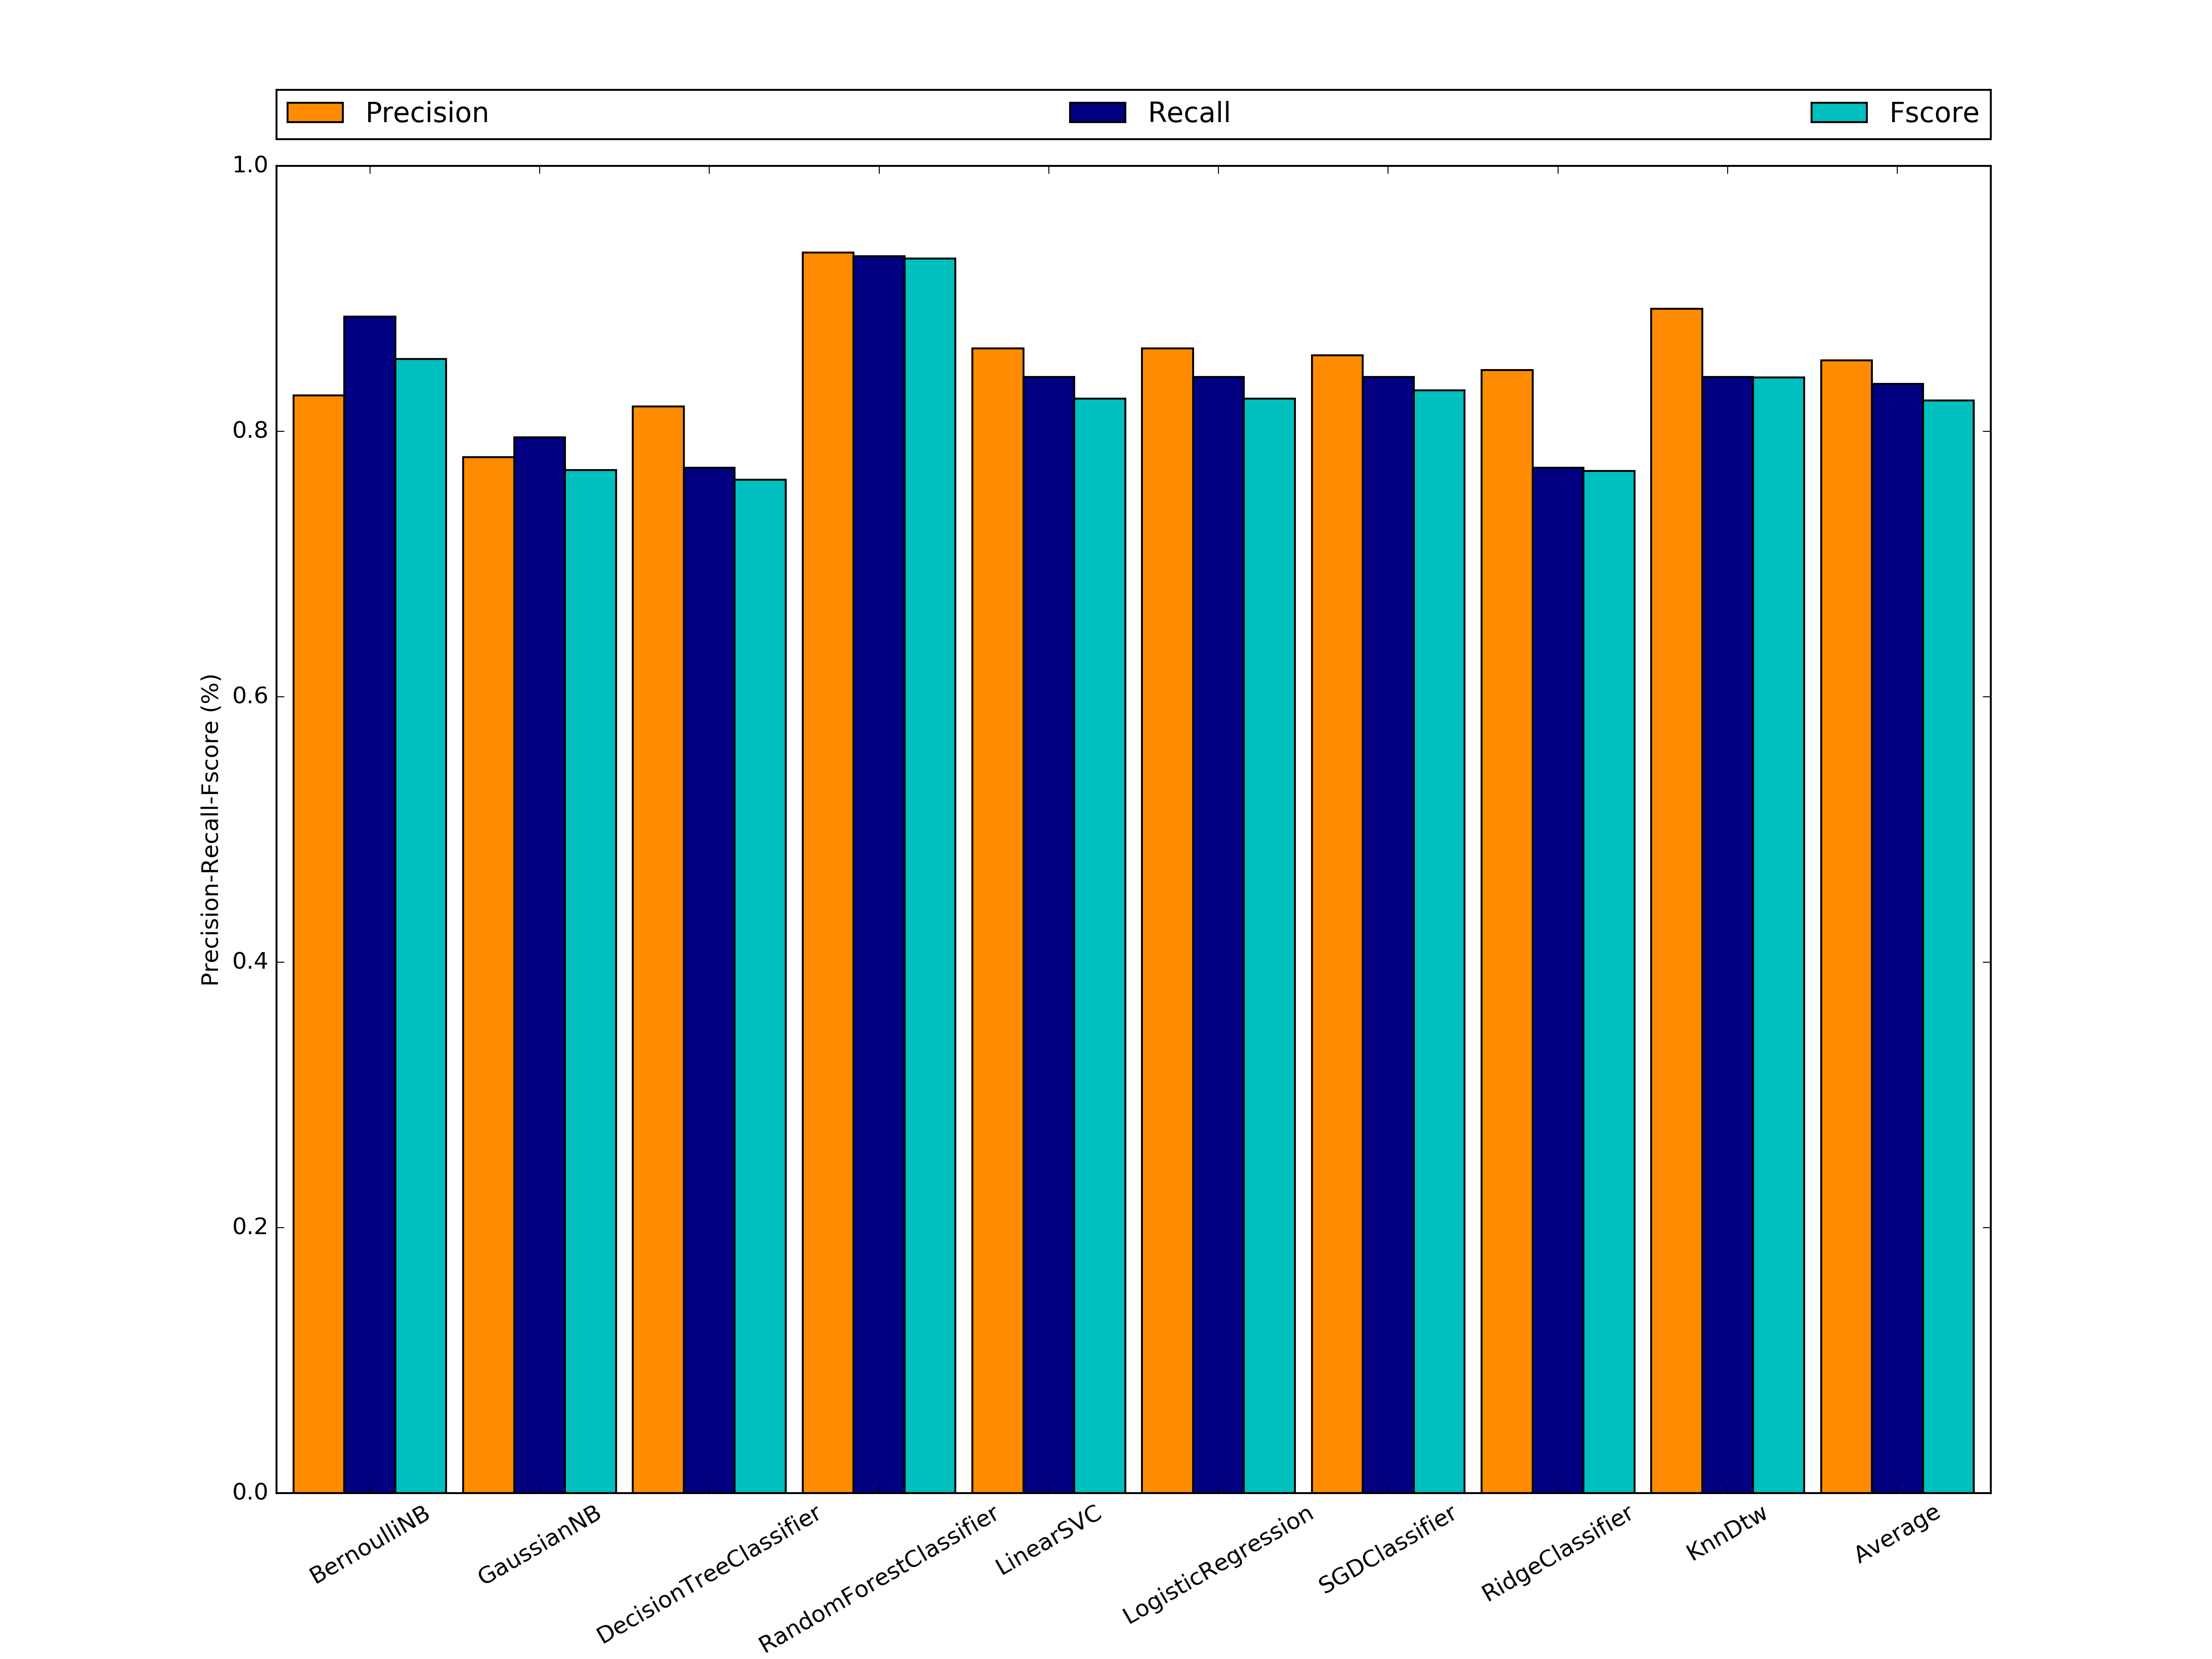 Precision Recall Fscore
1.0
0.8
0.6
0.4
0.2
0.0
Precision-Recall-Fscore (%)
BernoulliNB
GaussianNB
DecisionTreeClassifier
RandomForestClassifier
LinearSVC
LogisticRegression
SGDClassifier
RidgeClassifier
KnnDtw
Average